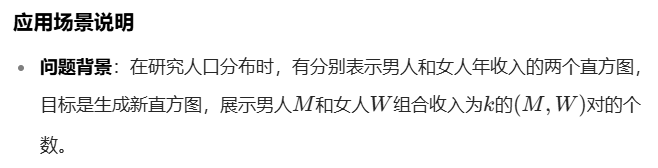 应用场景说明
• 问题背景：在研究人口分布时，有分别表示男人和女人年收入的两个直方图，
目标是生成新直方图，展示男人M和女人W组合收入为k的(M, W)对的个
数。